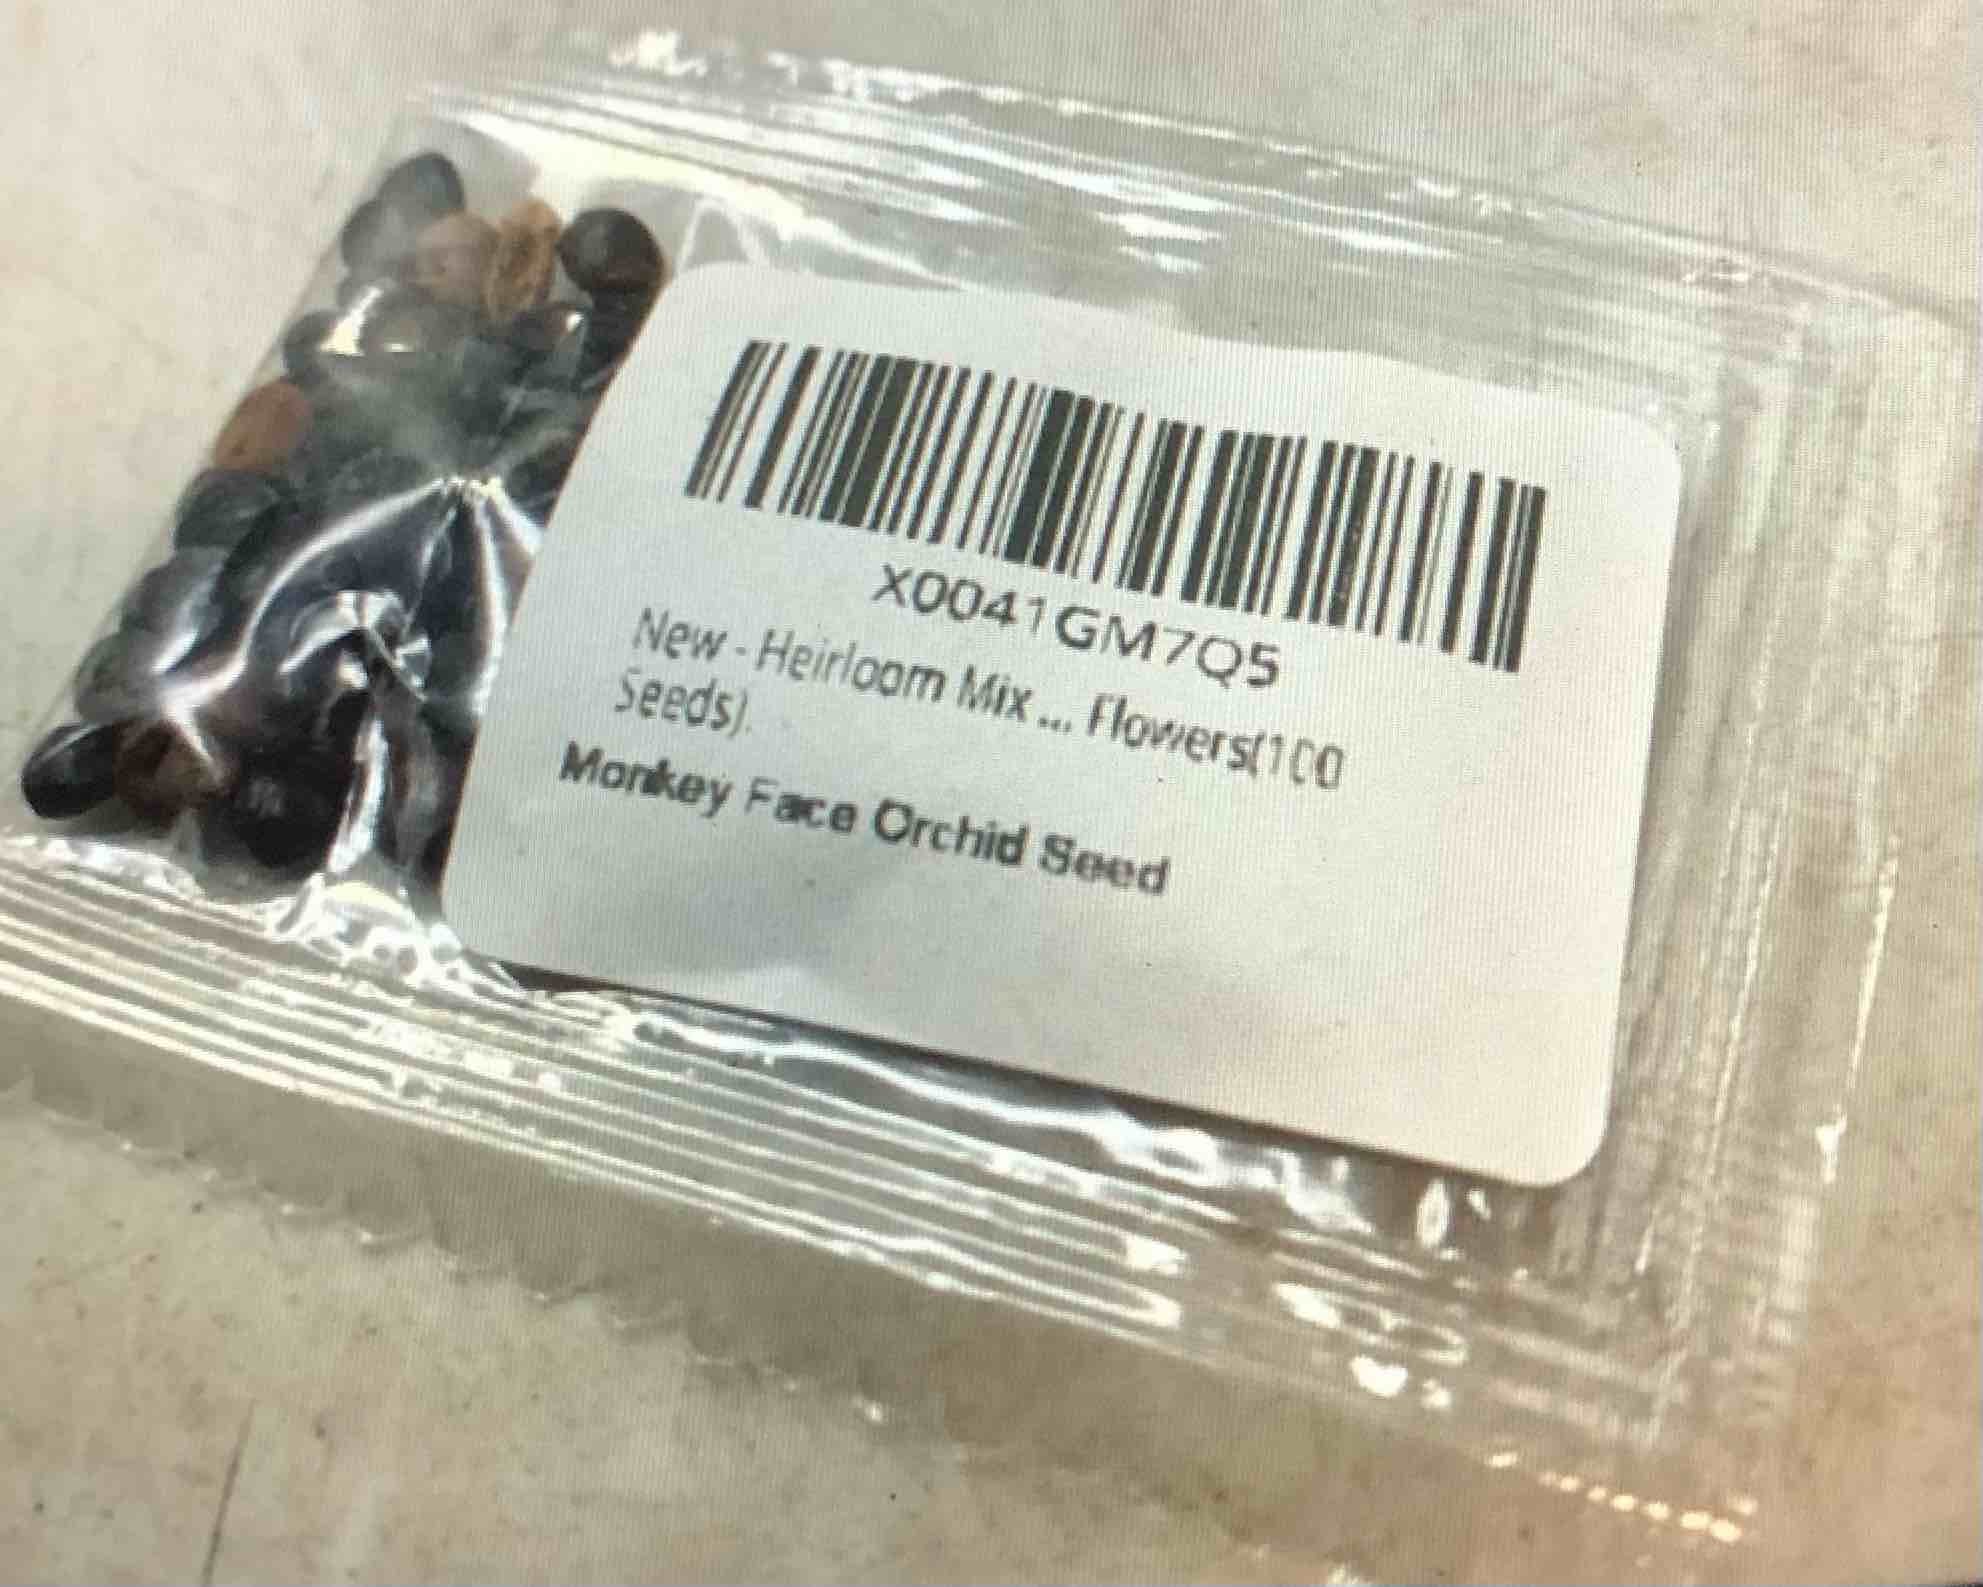 X0041GM7Q5
New - Heirloom Mix ... Flowers(100
Seeds).
Monkey Face Orchid Seed